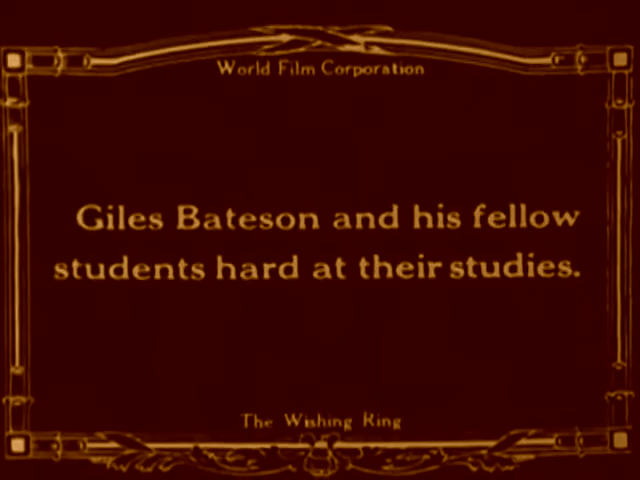 World Film Corporation
Giles Bateson and his fellow
students hard at their studies.
The Wishing Ring